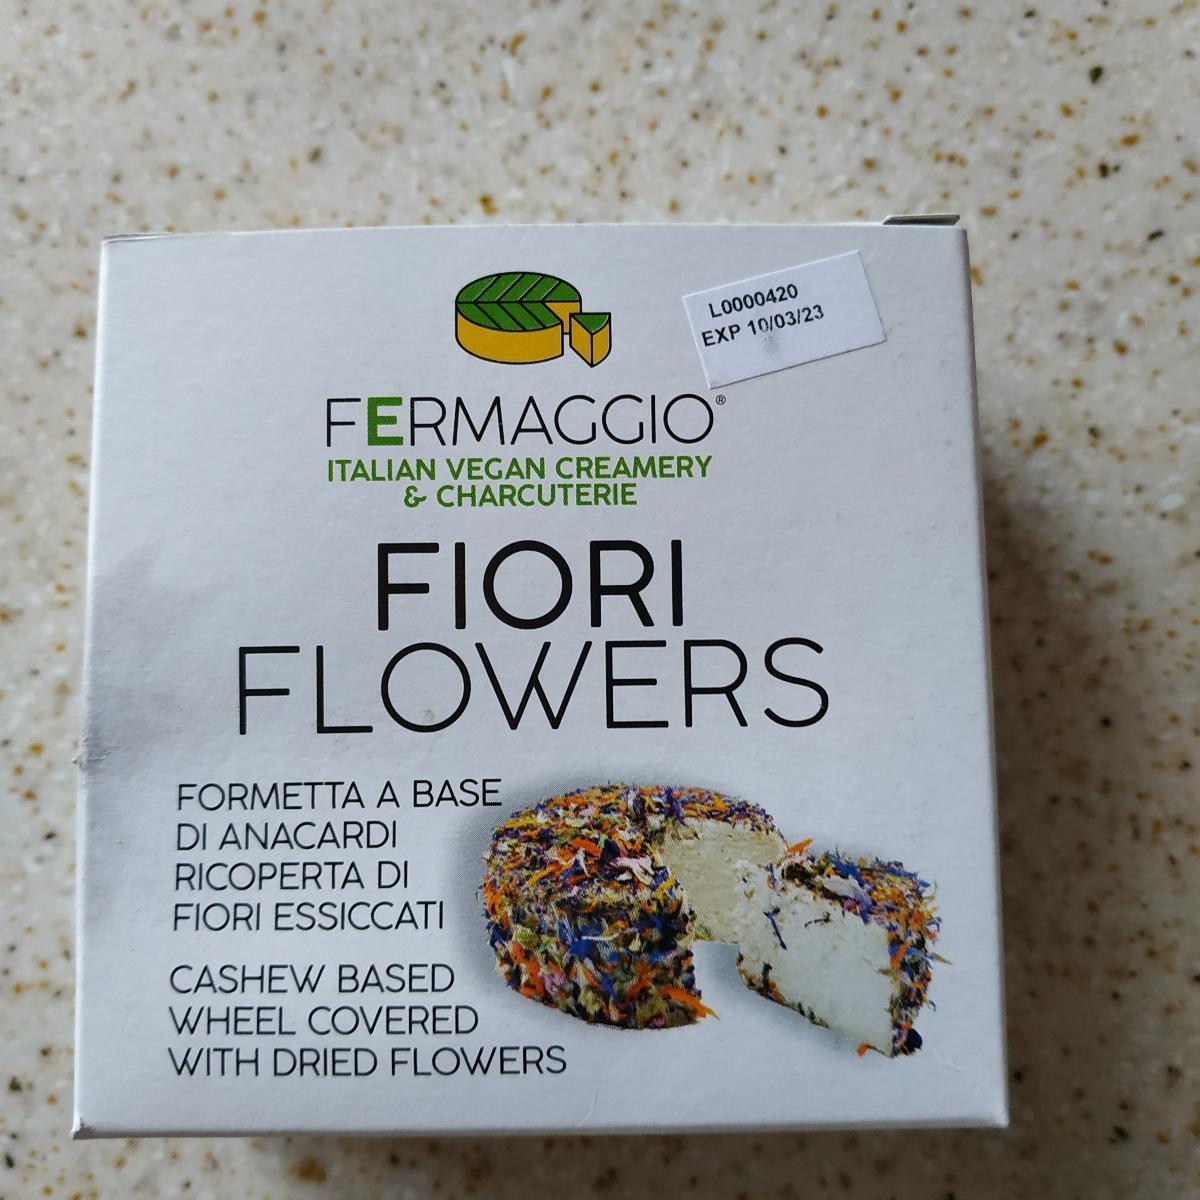 L0000420
EXP 10/03/23
FERMAGGIO®
ITALIAN VEGAN CREAMERY
& CHARCUTERIE
FIORI
FLOWERS
FORMETTA A BASE
DI ANACARDI
RICOPERTA DI
FIORI ESSICCATI
CASHEW BASED
WHEEL COVERED
WITH DRIED FLOWERS